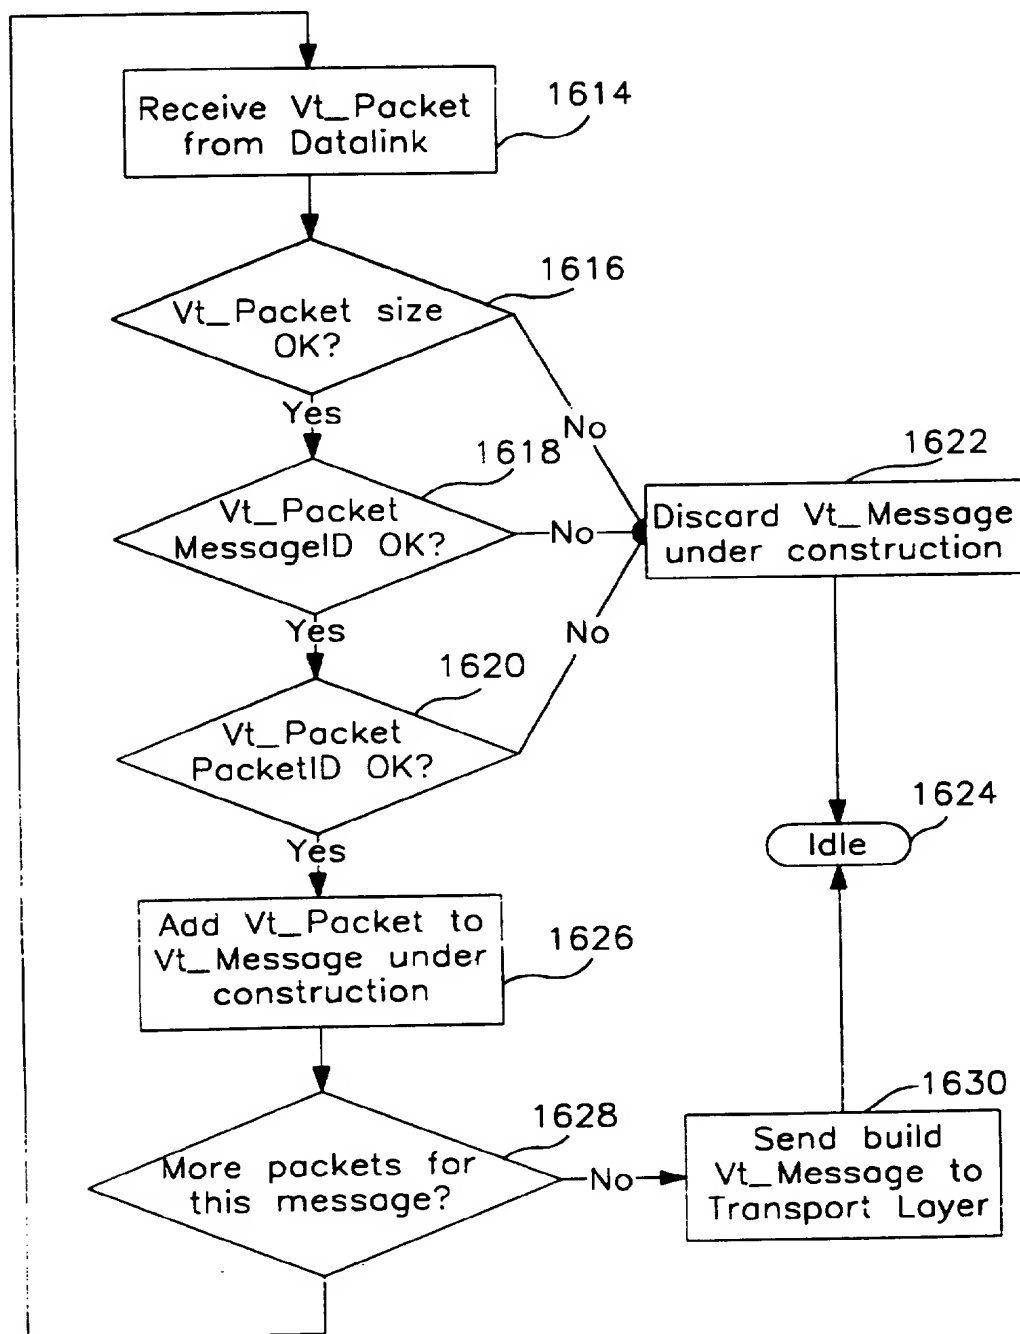 Receive Vt_Packet
from Datalink
1614
Vt_Packet size
OK?
1616
Yes
No
Vt_Packet
MessageID OK?
1618
No
Discard Vt_Message
under construction
1622
Yes
No
Vt_Packet
PacketID OK?
1620
Idle
1624
Yes
Add Vt_Packet to
Vt_Message under
construction
1626
More packets for
this message?
1628
No
Send build
Vt_Message to
Transport Layer
1630